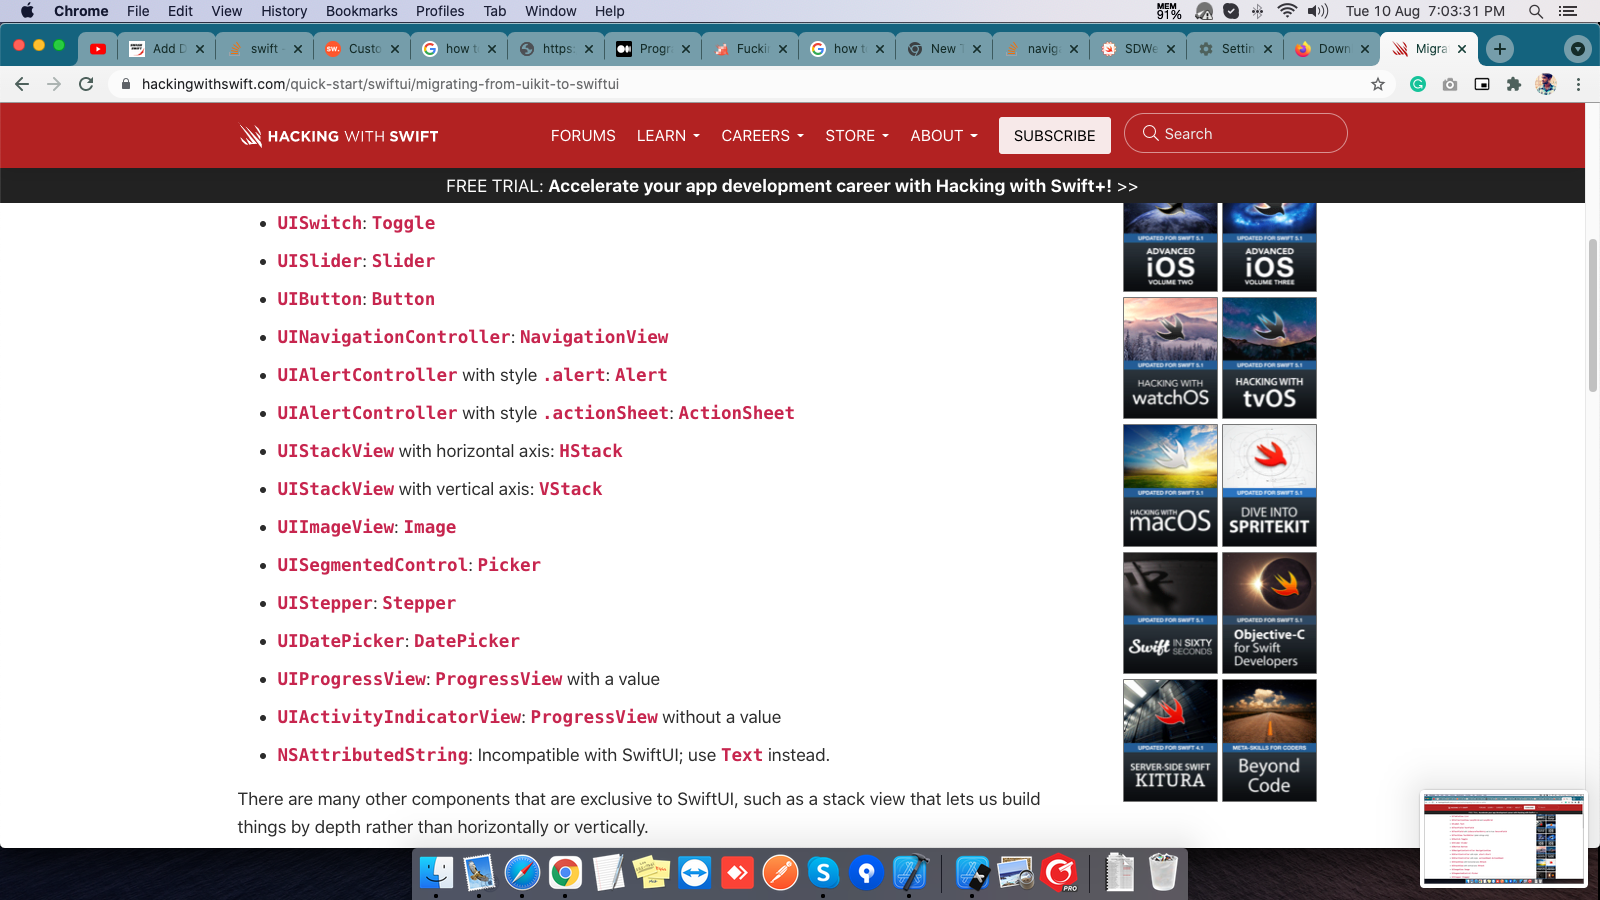 Chrome File Edit View History Bookmarks Profiles Tab Window Help MEM 91% Tue 10 Aug 7:03:31 PM
Add D swift - Custo how t https: Progr Fuckin how t New T navig SDWe Settin Down Migra
hackingwithswift.com/quick-start/swiftui/migrating-from-uikit-to-swiftui
HACKING WITH SWIFT FORUMS LEARN CAREERS STORE ABOUT SUBSCRIBE Search
FREE TRIAL: Accelerate your app development career with Hacking with Swift+! >>
• UISwitch: Toggle
• UISlider: Slider
• UIButton: Button
• UINavigationController: NavigationView
• UIAlertController with style .alert: Alert
• UIAlertController with style .actionSheet: ActionSheet
• UIStackView with horizontal axis: HStack
• UIStackView with vertical axis: VStack
• UIImageView: Image
• UISegmentedControl: Picker
• UIStepper: Stepper
• UIDatePicker: DatePicker
• UIProgressView: ProgressView with a value
• UIActivityIndicatorView: ProgressView without a value
• NSAttributedString: Incompatible with SwiftUI; use Text instead.
There are many other components that are exclusive to SwiftUI, such as a stack view that lets us build
things by depth rather than horizontally or vertically.
UPDATED FOR SWIFT 5.1
ADVANCED
iOS
VOLUME TWO
UPDATED FOR SWIFT 5.1
ADVANCED
iOS
VOLUME THREE
UPDATED FOR SWIFT 5.1
HACKING WITH
watchOS
UPDATED FOR SWIFT 5.1
HACKING WITH
tvOS
UPDATED FOR SWIFT 5.1
HACKING WITH
macOS
UPDATED FOR SWIFT 5.1
DIVE INTO
SPRITEKIT
UPDATED FOR SWIFT 5.1
Swift IN SIXTY SECONDS
UPDATED FOR SWIFT 5.1
Objective-C
for Swift
Developers
UPDATED FOR SWIFT 4.1
SERVER-SIDE SWIFT
KITURA
META-SKILLS FOR CODERS
Beyond
Code
PRO